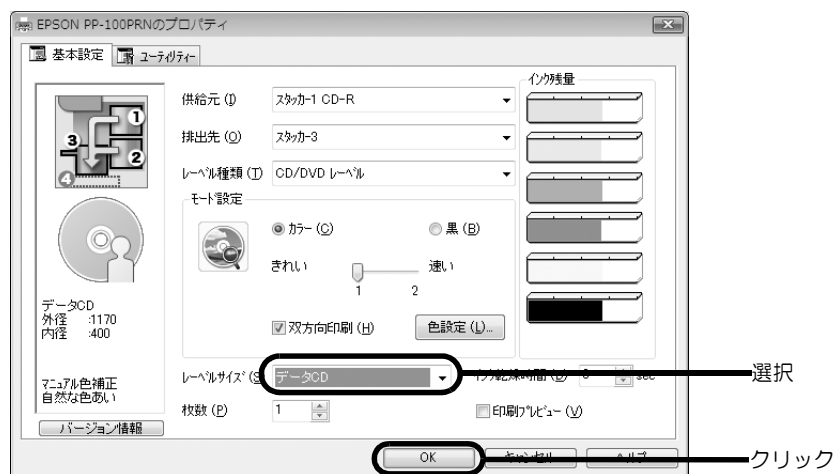 EPSON PP-100PRNのプロパティ
基本設定 ユーティリティー
インク残量
供給元 (I) スタッカ-1 CD-R
排出先 (O) スタッカ-3
レーベル種類 (T) CD/DVD レーベル
モード設定
カラー (C) 黒 (B)
きれい 速い
1 2
双方向印刷 (H) 色設定 (L)...
1
2
3
4
データCD
外径 :1170
内径 :400
マニュアル色補正
自然な色あい
バージョン情報
レーベルサイズ (S データCD
sec
選択
枚数 (P) 1
印刷プレビュー (V)
OK
クリック